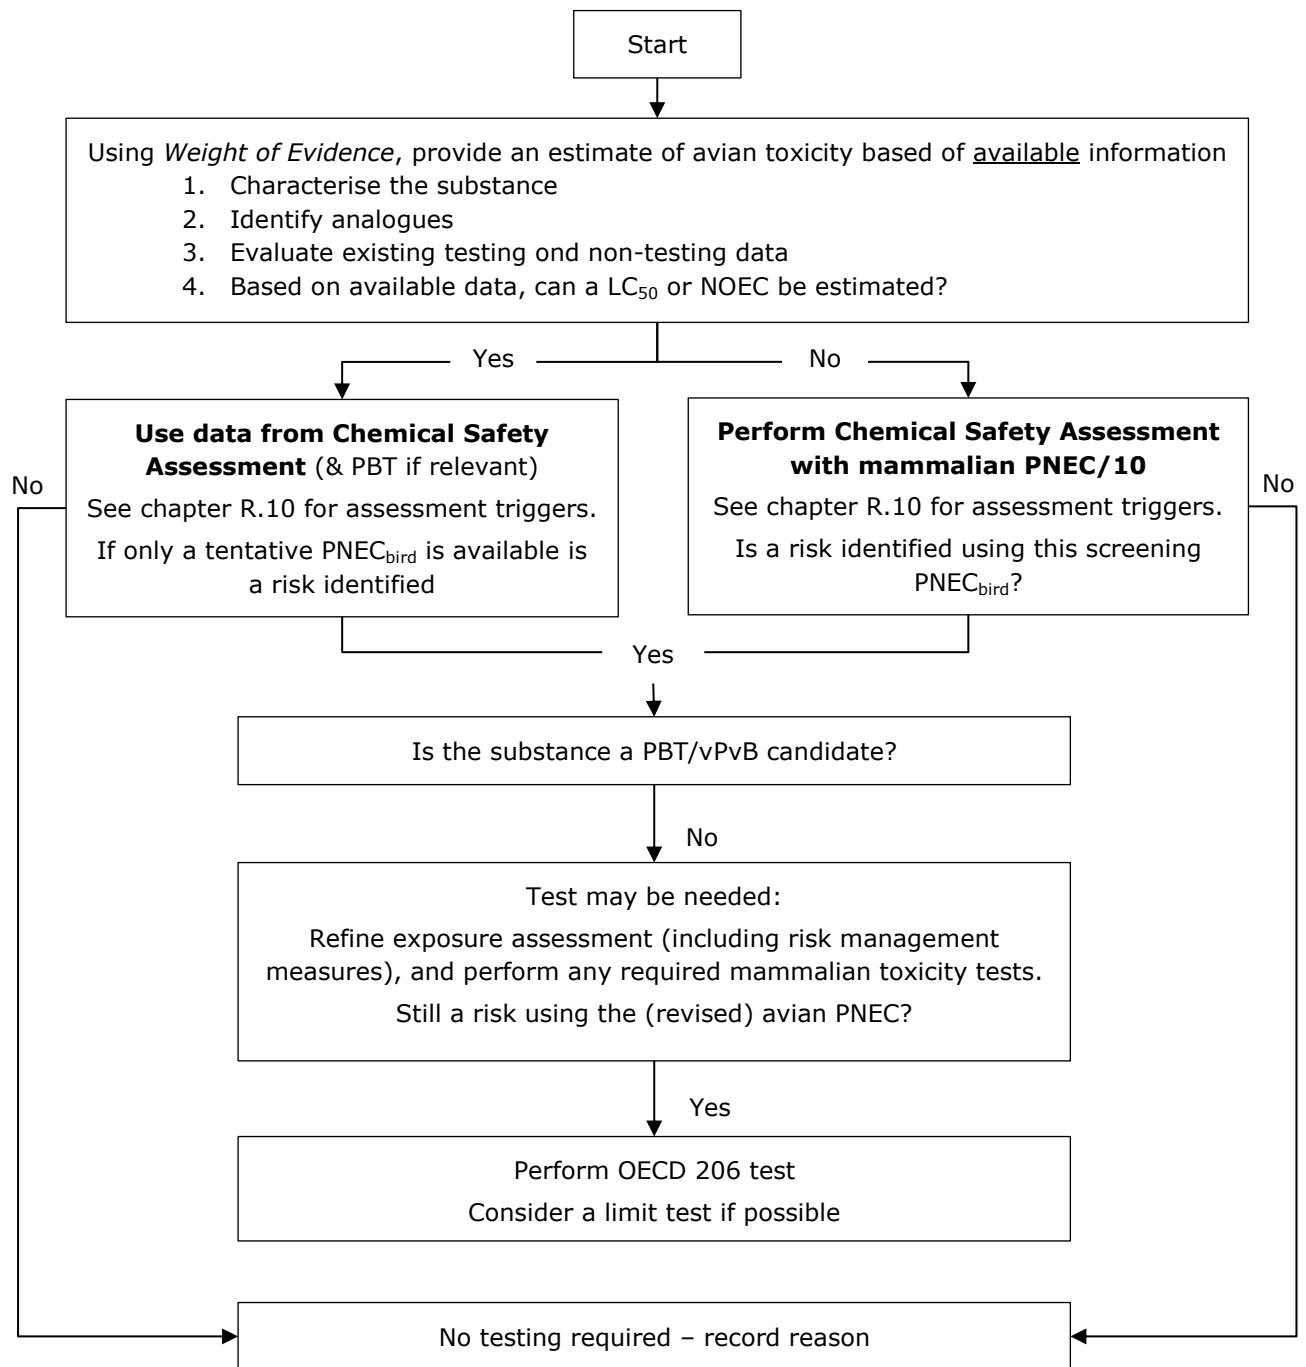 Start
Using Weight of Evidence, provide an estimate of avian toxicity based of available information
1. Characterise the substance
2. Identify analogues
3. Evaluate existing testing ond non-testing data
4. Based on available data, can a LC50 or NOEC be estimated?
Yes
No
Use data from Chemical Safety
Assessment (& PBT if relevant)
See chapter R.10 for assessment triggers.
If only a tentative PNECbird is available is
a risk identified
Perform Chemical Safety Assessment
with mammalian PNEC/10
See chapter R.10 for assessment triggers.
Is a risk identified using this screening
PNECbird?
No
No
Yes
Is the substance a PBT/vPvB candidate?
No
Test may be needed:
Refine exposure assessment (including risk management
measures), and perform any required mammalian toxicity tests.
Still a risk using the (revised) avian PNEC?
Yes
Perform OECD 206 test
Consider a limit test if possible
No testing required – record reason